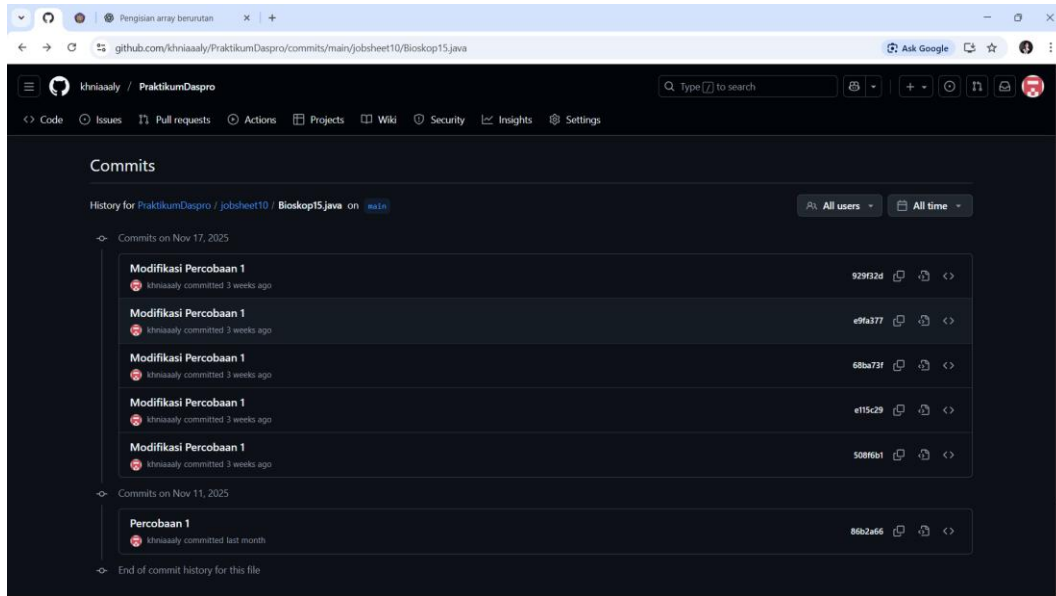 Pengisian array berurutan
github.com/khniaaaly/PraktikumDaspro/commits/main/jobsheet10/Bioskop15.java
Ask Google
khniaaaly / PraktikumDaspro
Type / to search
Code Issues Pull requests Actions Projects Wiki Security Insights Settings
Commits
History for PraktikumDaspro / jobsheet10 / Bioskop15.java on main
All users All time
Commits on Nov 17, 2025
Modifikasi Percobaan 1
929f32d
khniaaaly committed 3 weeks ago
Modifikasi Percobaan 1
e9fa377
khniaaaly committed 3 weeks ago
Modifikasi Percobaan 1
68ba73f
khniaaaly committed 3 weeks ago
Modifikasi Percobaan 1
e115c29
khniaaaly committed 3 weeks ago
Modifikasi Percobaan 1
508f6b1
khniaaaly committed 3 weeks ago
Commits on Nov 11, 2025
Percobaan 1
86b2a66
khniaaaly committed last month
End of commit history for this file